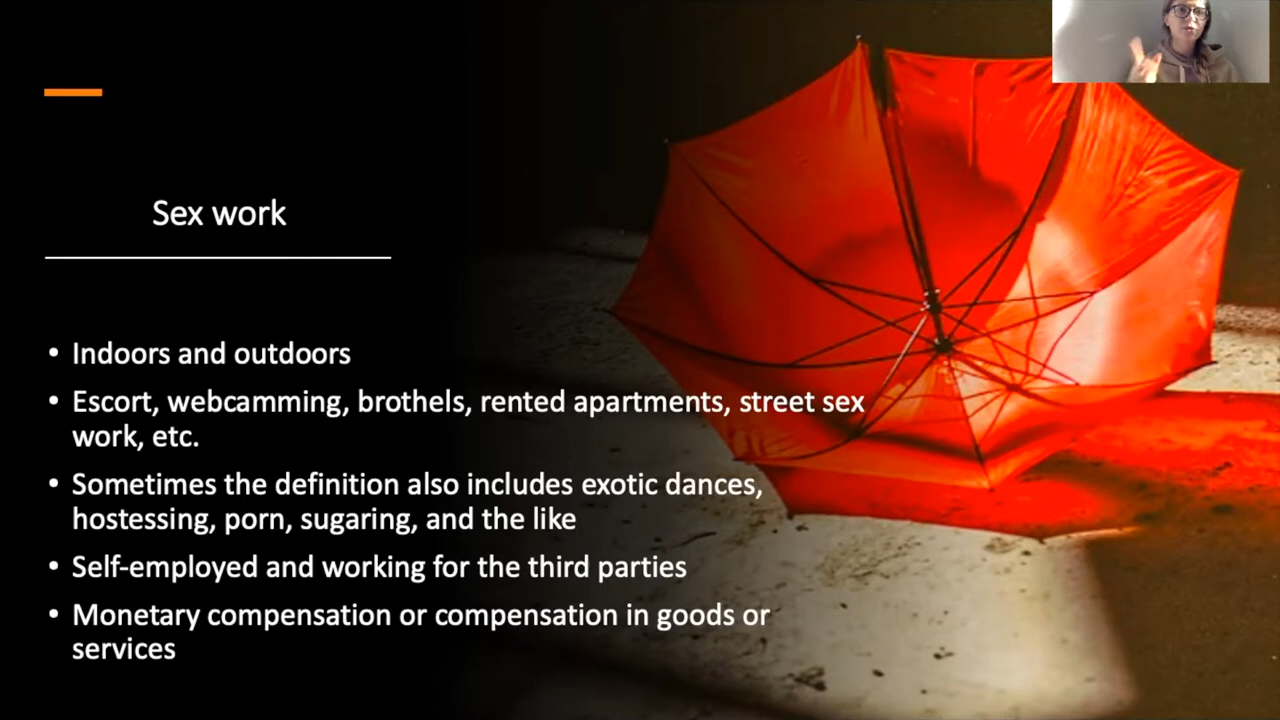 Sex work
• Indoors and outdoors
• Escort, webcamming, brothels, rented apartments, street sex
work, etc.
• Sometimes the definition also includes exotic dances,
hostessing, porn, sugaring, and the like
• Self-employed and working for the third parties
• Monetary compensation or compensation in goods or
services